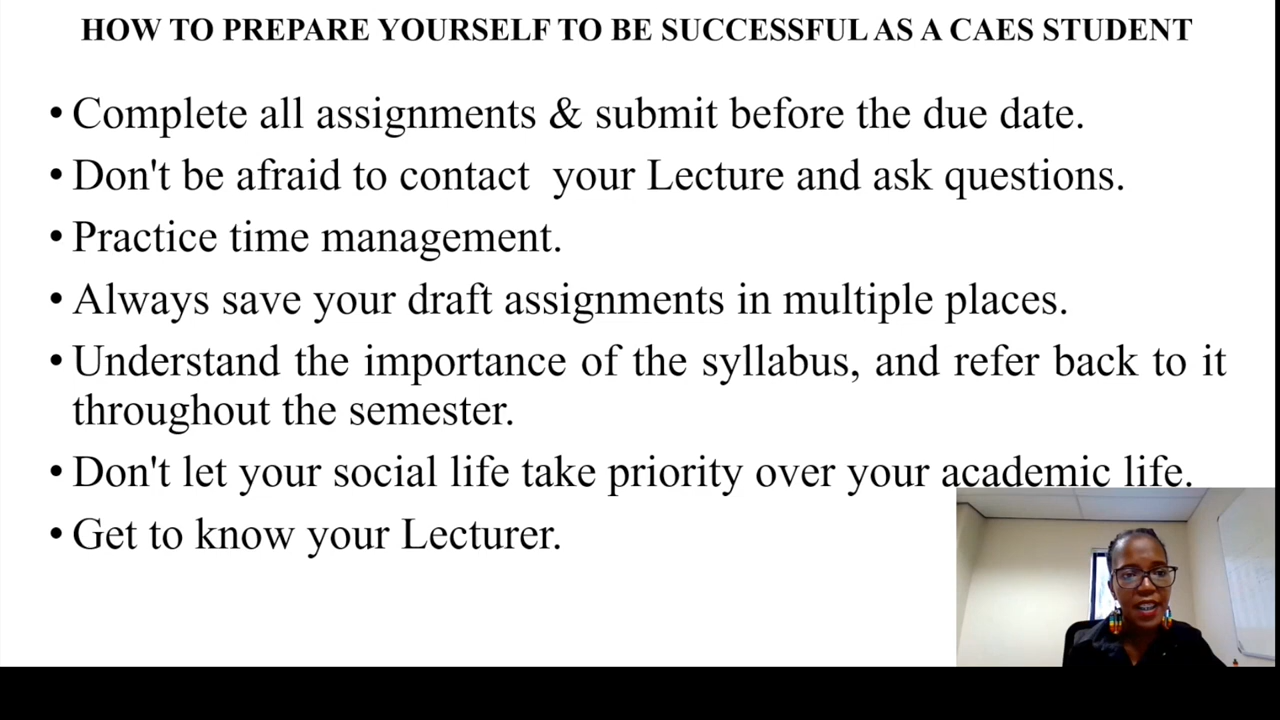 HOW TO PREPARE YOURSELF TO BE SUCCESSFUL AS A CAES STUDENT
• Complete all assignments & submit before the due date.
• Don't be afraid to contact  your Lecture and ask questions.
• Practice time management.
• Always save your draft assignments in multiple places.
• Understand the importance of the syllabus, and refer back to it
throughout the semester.
• Don't let your social life take priority over your academic life.
• Get to know your Lecturer.